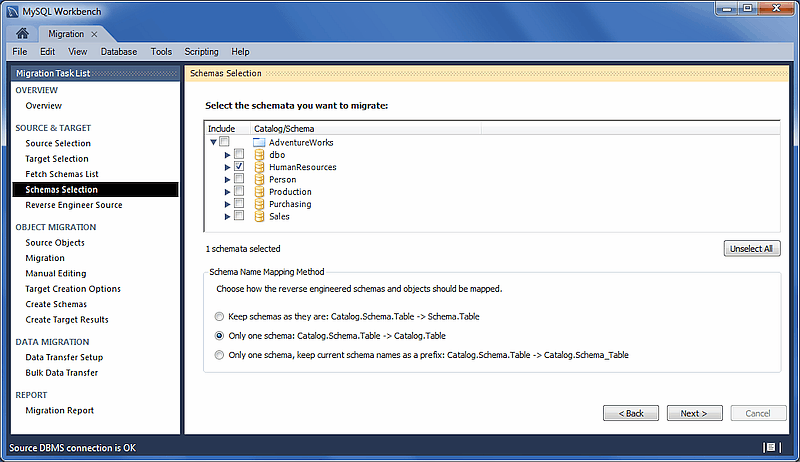 MySQL Workbench
Migration
File Edit View Database Tools Scripting Help
Migration Task List
OVERVIEW
Overview
SOURCE & TARGET
Source Selection
Target Selection
Fetch Schemas List
Schemas Selection
Reverse Engineer Source
OBJECT MIGRATION
Source Objects
Migration
Manual Editing
Target Creation Options
Create Schemas
Create Target Results
DATA MIGRATION
Data Transfer Setup
Bulk Data Transfer
REPORT
Migration Report
Schemas Selection
Select the schemata you want to migrate:
Include Catalog/Schema
AdventureWorks
dbo
HumanResources
Person
Production
Purchasing
Sales
1 schemata selected
Unselect All
Schema Name Mapping Method
Choose how the reverse engineered schemas and objects should be mapped.
Keep schemas as they are: Catalog.Schema.Table -> Schema.Table
Only one schema: Catalog.Schema.Table -> Catalog.Table
Only one schema, keep current schema names as a prefix: Catalog.Schema.Table -> Catalog.Schema_Table
< Back Next > Cancel
Source DBMS connection is OK